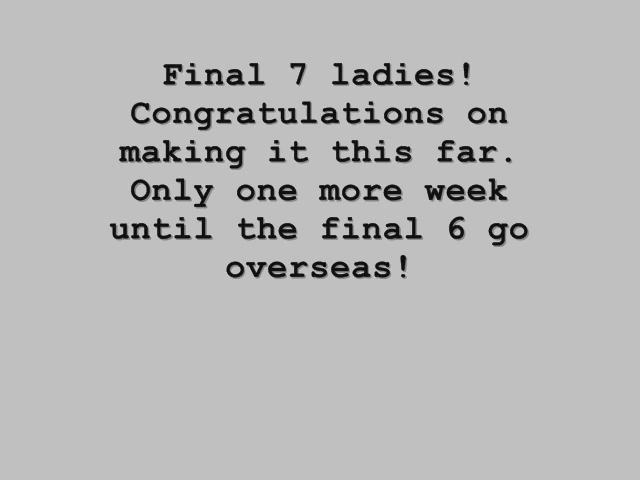 Final 7 ladies!
Congratulations on
making it this far.
Only one more week
until the final 6 go
overseas!